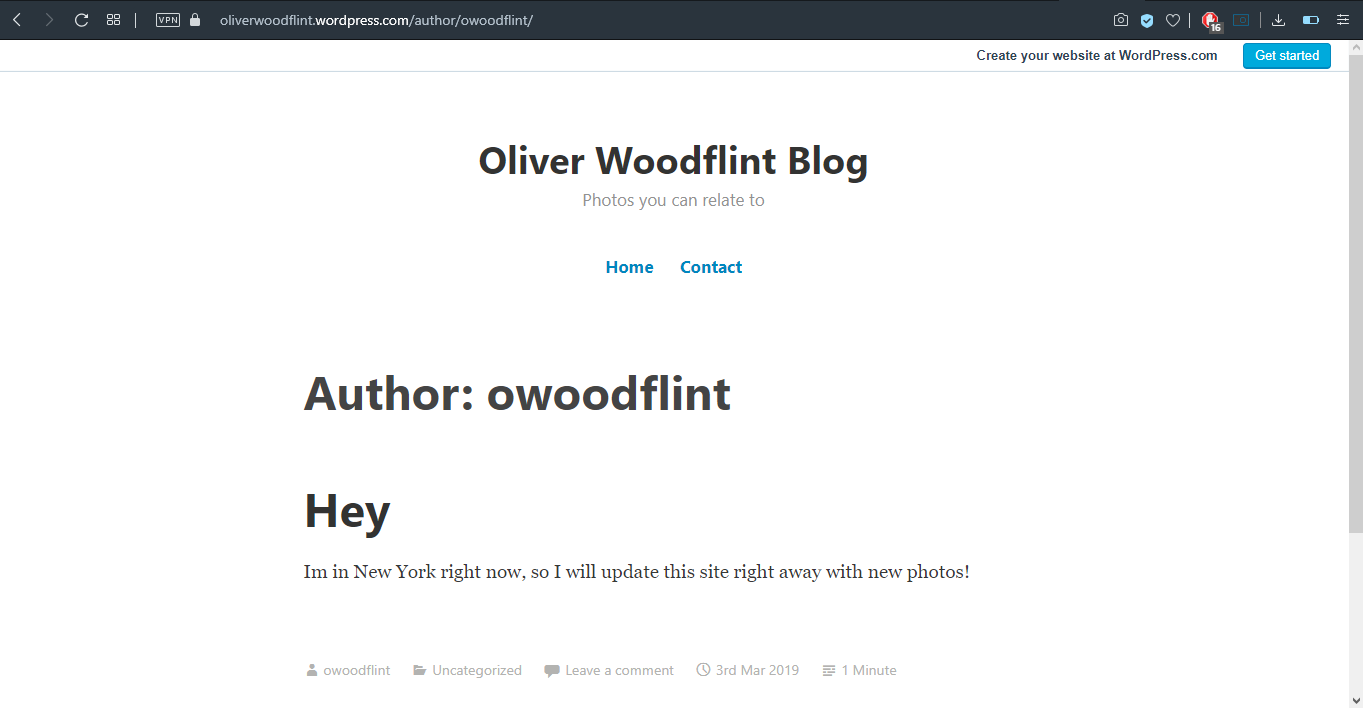 VPN
oliverwoodflint.wordpress.com/author/owoodflint/
16
Create your website at WordPress.com
Get started
Oliver Woodflint Blog
Photos you can relate to
Home Contact
Author: owoodflint
Hey
Im in New York right now, so I will update this site right away with new photos!
owoodflint Uncategorized Leave a comment 3rd Mar 2019 1 Minute